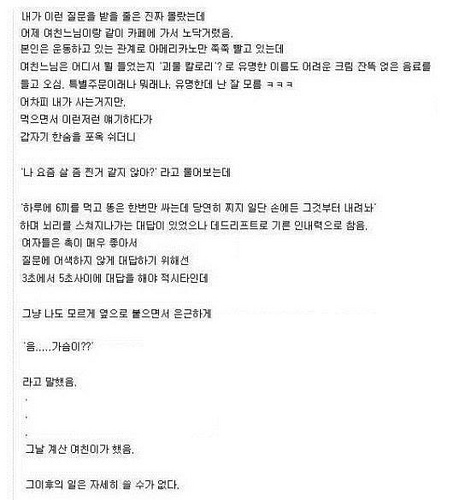 내가 이런 질문을 받을 줄은 진짜 몰랐는데
어제 여친느님이랑 같이 카페에 가서 노닥거렸음.
본인은 운동하고 있는 관계로 아메리카노만 쭉쭉 빨고 있는데
여친느님은 어디서 뭘 들었는지 '괴물 칼로리'? 로 유명한 이름도 어려운 크림 잔뜩 얹은 음료를
들고 오심. 특별주문이래나 뭐래나. 유명한데 난 잘 모름 ㅋㅋㅋ
어차피 내가 사는거지만.
먹으면서 이런저런 얘기하다가
갑자기 한숨을 포옥 쉬더니
'나 요즘 살 좀 찐거 같지 않아?' 라고 물어보는데
'하루에 6끼를 먹고 똥은 한번만 싸는데 당연히 찌지 일단 손에든 그것부터 내려놔'
하며 뇌리를 스쳐지나가는 대답이 있었으나 데드리프트로 기른 인내력으로 참음.
여자들은 촉이 매우 좋아서
질문에 어색하지 않게 대답하기 위해선
3초에서 5초사이에 대답을 해야 적시타인데
그냥 나도 모르게 옆으로 붙으면서 은근하게
'음.....가슴이??'
라고 말했음.
.
.
.
그날 계산 여친이가 했음.
그이후의 일은 자세히 쓸 수가 없다.